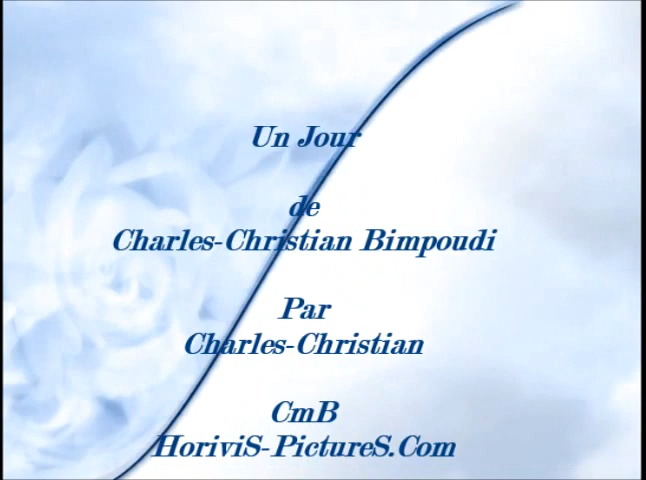 Un Jour
de
Charles-Christian Bimpoudi
Par
Charles-Christian
CmB
HoriviS-PictureS.Com